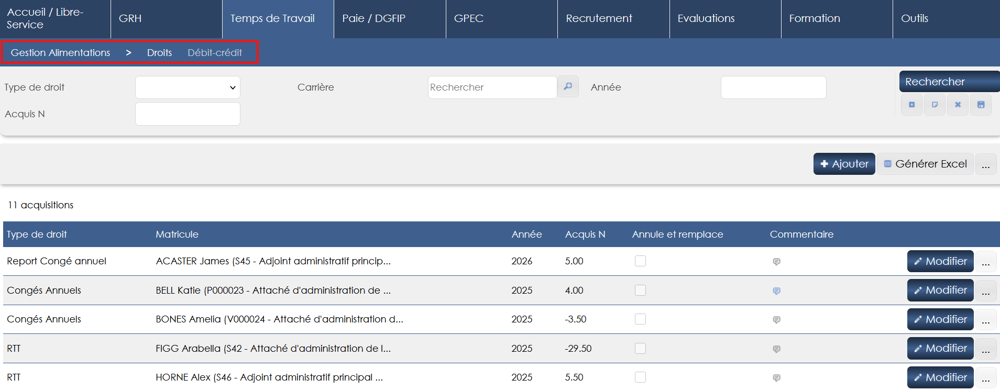 Accueil / Libre-Service GRH Temps de Travail Paie / DGFIP GPEC Recrutement Evaluations Formation Outils
Gestion Alimentations > Droits Débit-crédit
Type de droit Carrière Rechercher Année Rechercher
Acquis N
Ajouter Générer Excel ...
11 acquisitions
Type de droit Matricule Année Acquis N Annule et remplace Commentaire
Report Congé annuel ACASTER James (S45 - Adjoint administratif princip... 2026 5.00 Modifier ...
Congés Annuels BELL Katie (P000023 - Attaché d'administration de ... 2025 4.00 Modifier ...
Congés Annuels BONES Amelia (V000024 - Attaché d'administration d... 2025 -3.50 Modifier ...
RTT FIGG Arabella (S42 - Attaché d'administration de l... 2025 -29.50 Modifier ...
RTT HORNE Alex (S46 - Adjoint administratif principal ... 2025 5.50 Modifier ...